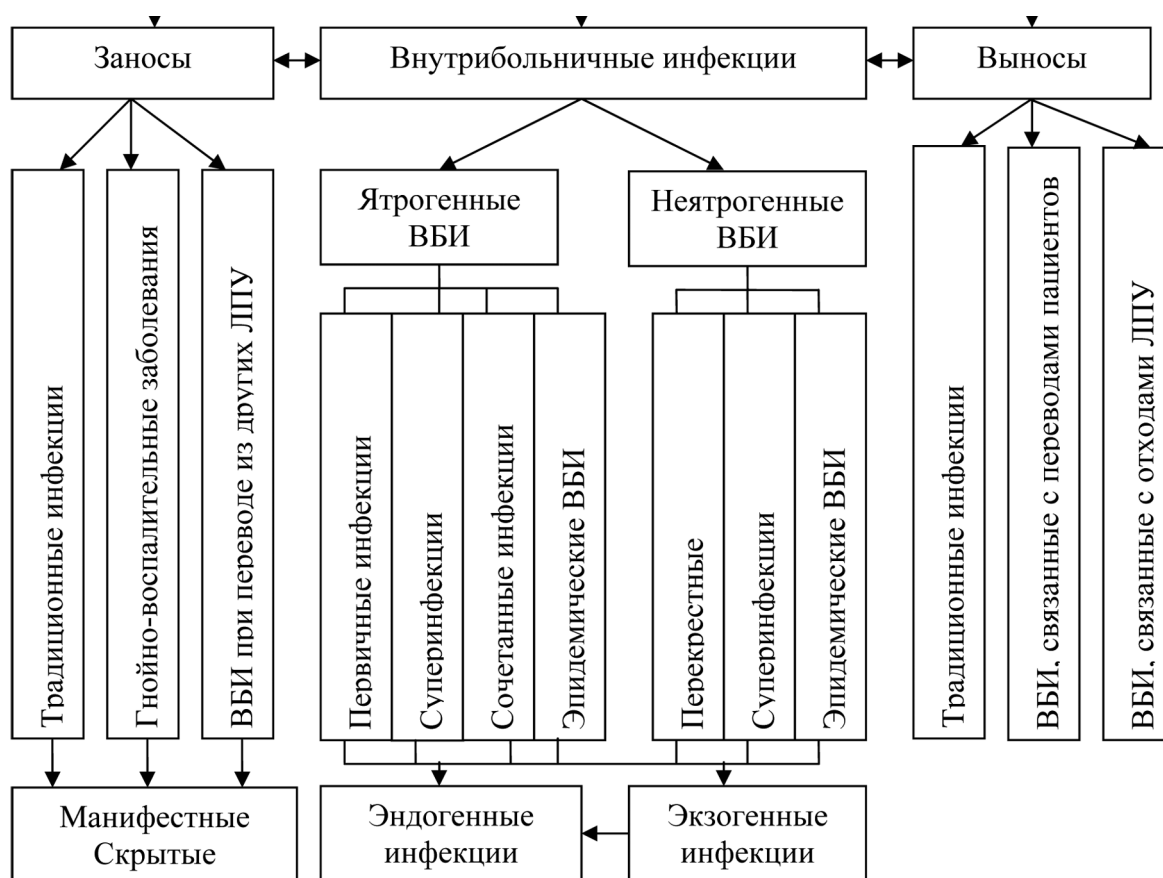 Заносы
Внутрибольничные инфекции
Выносы
Традиционные инфекции
Гнойно-воспалительные заболевания
ВБИ при переводе из других ЛПУ
Ятрогенные
ВБИ
Неятрогенные
ВБИ
Первичные инфекции
Суперинфекции
Сочетанные инфекции
Эпидемические ВБИ
Перекрестные
Суперинфекции
Эпидемические ВБИ
Традиционные инфекции
ВБИ, связанные с переводами пациентов
ВБИ, связанные с отходами ЛПУ
Манифестные
Скрытые
Эндогенные
инфекции
Экзогенные
инфекции